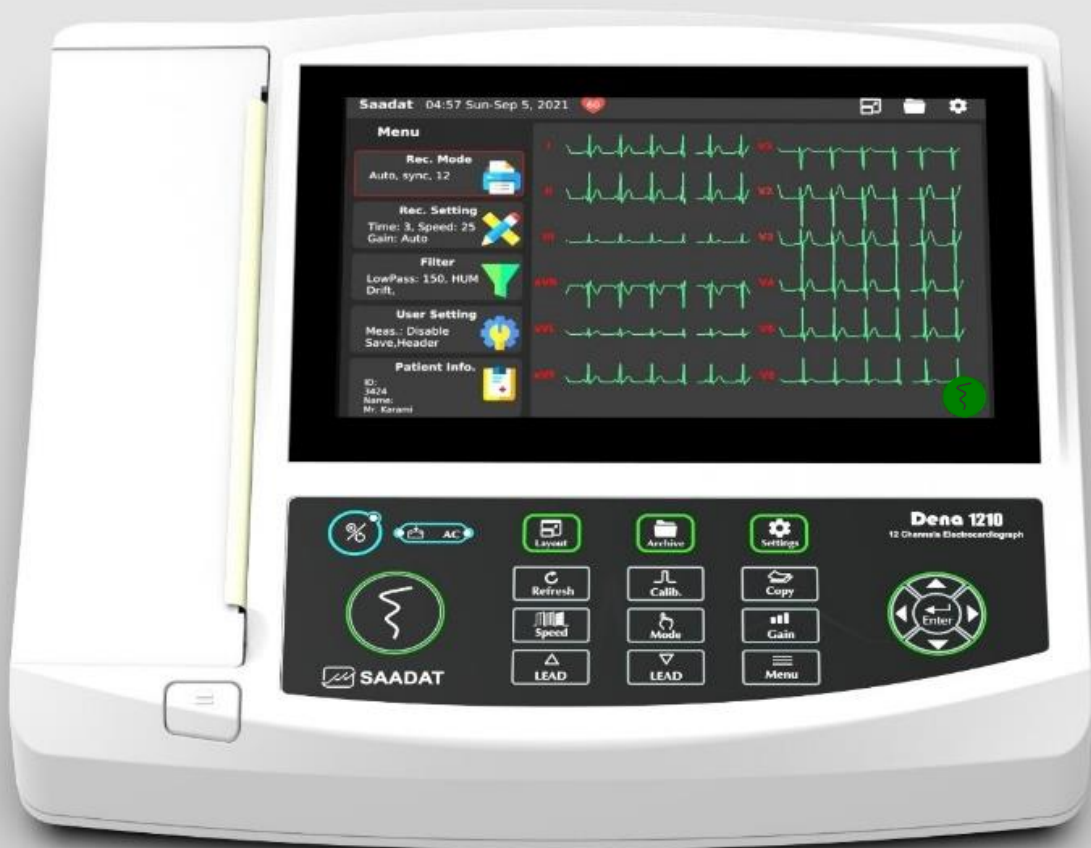 Saadat 04:57 Sun-Sep 5, 2021 60
Menu
Rec. Mode
Auto, sync, 12
Rec. Setting
Time: 3, Speed: 25
Gain: Auto
Filter
LowPass: 150, HUM
Drift,
User Setting
Meas.: Disable
Save,Header
Patient Info.
ID:
3424
Name:
Mr. Karami
I
II
III
aVR
aVL
aVF
V1
V2
V3
V4
V5
V6
AC
Layout
Archive
Settings
Dena 1210
12 Channels Electrocardiograph
Refresh
Calib.
Copy
Speed
Mode
Gain
Enter
LEAD
LEAD
Menu
SAADAT